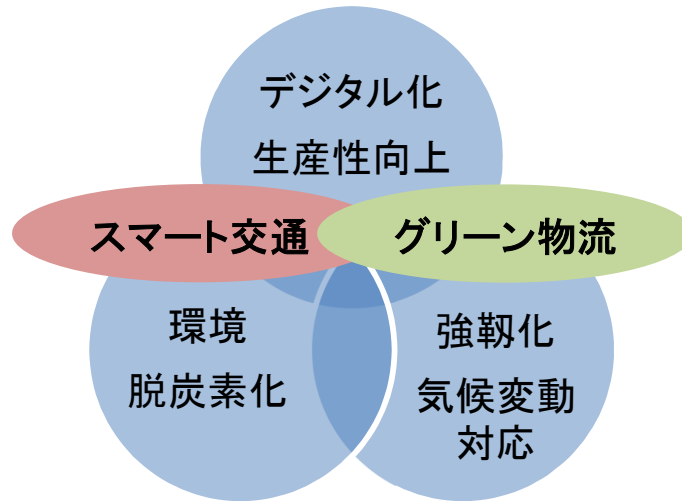 デジタル化
生産性向上
スマート交通
グリーン物流
環境
脱炭素化
強靱化
気候変動
対応